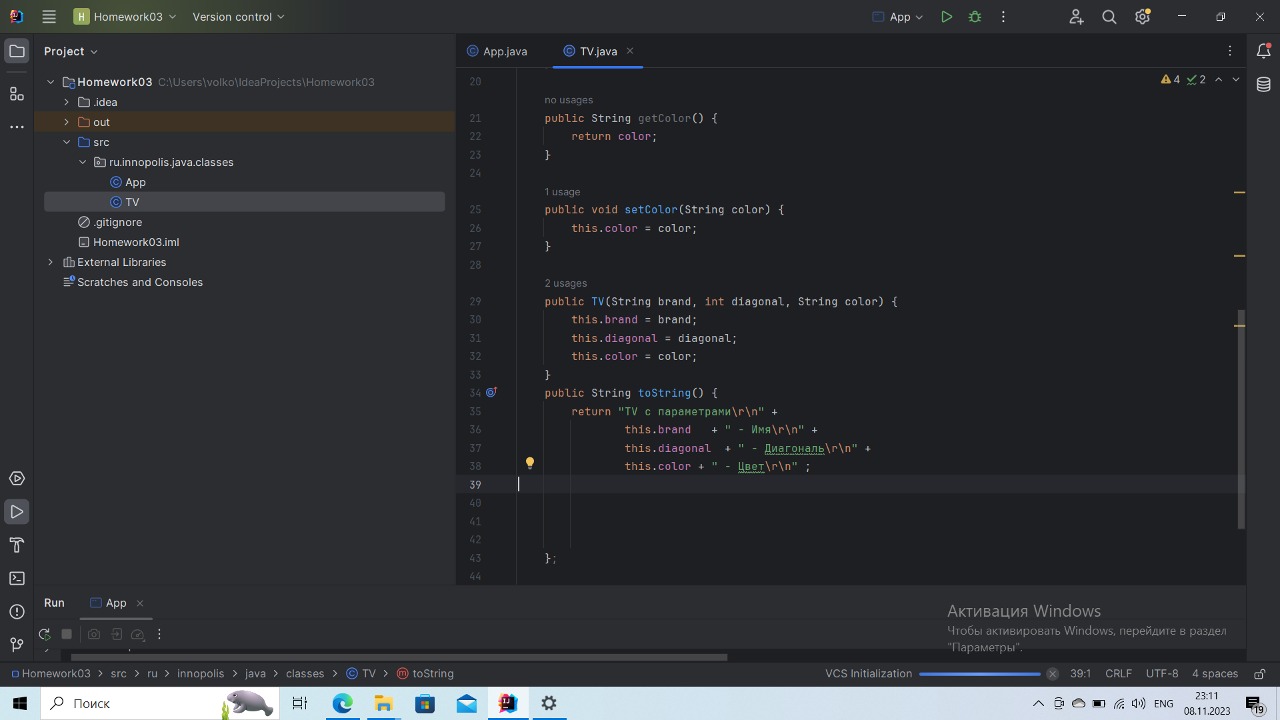 H Homework03 Version control App
Project App.java TV.java
Homework03 C:\Users\volko\IdeaProjects\Homework03
.idea
out
src
ru.innopolis.java.classes
App
TV
.gitignore
Homework03.iml
External Libraries
Scratches and Consoles
4 2
20
no usages
21 public String getColor() {
22 return color;
23 }
24
1 usage
25 public void setColor(String color) {
26 this.color = color;
27 }
28
2 usages
29 public TV(String brand, int diagonal, String color) {
30 this.brand = brand;
31 this.diagonal = diagonal;
32 this.color = color;
33 }
34 public String toString() {
35 return "TV с параметрами\r\n" +
36 this.brand + " - Имя\r\n" +
37 this.diagonal + " - Диагональ\r\n" +
38 this.color + " - Цвет\r\n" ;
39
40
41
42
43 };
44
Run App
Активация Windows
Чтобы активировать Windows, перейдите в раздел
"Параметры".
Homework03 src ru innopolis java classes TV toString VCS Initialization 39:1 CRLF UTF-8 4 spaces
Поиск ENG 23:11
08.11.2023 19